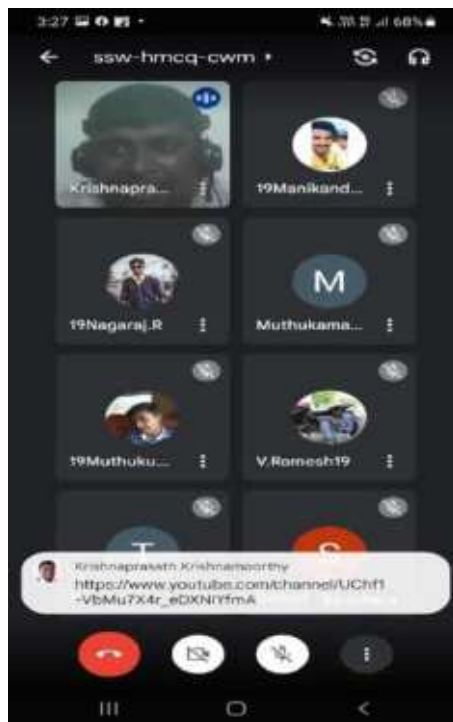 3:27
68%
ssw-hmcq-cwm
Krishnapra...
19Manikand...
19Nagaraj.R
M
Muthukama...
19Muthuku...
V.Ramesh19
T
S
Krishnaprasath Krishnamoorthy
https://www.youtube.com/channel/UChf1
-VbMu7X4r_eDXNiYfmA